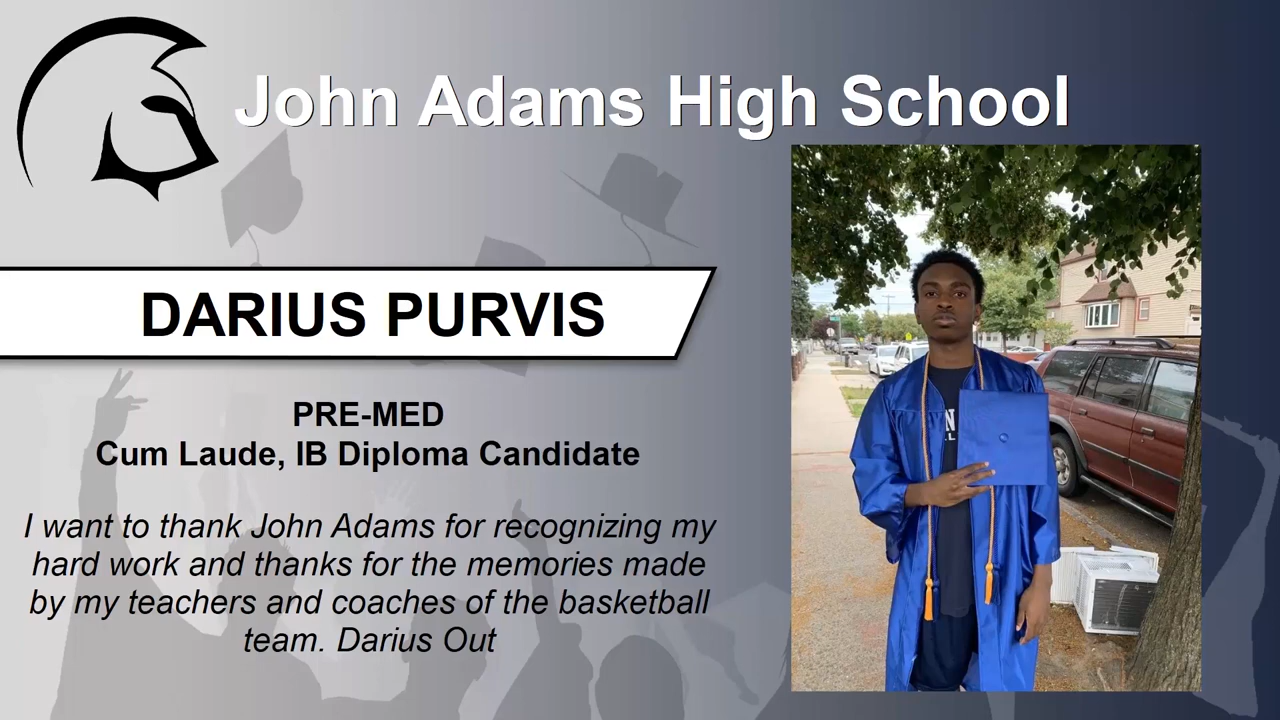 John Adams High School
DARIUS PURVIS
PRE-MED
Cum Laude, IB Diploma Candidate
I want to thank John Adams for recognizing my
hard work and thanks for the memories made
by my teachers and coaches of the basketball
team. Darius Out